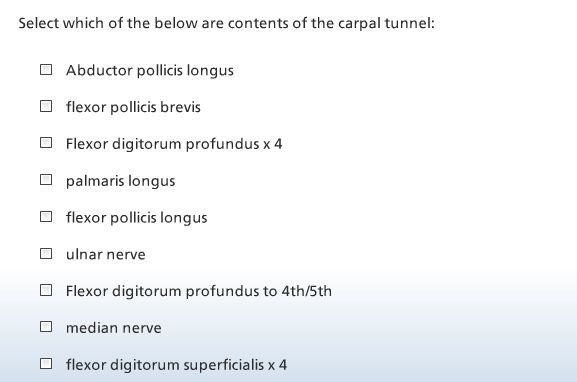 Select which of the below are contents of the carpal tunnel:
Abductor pollicis longus
flexor pollicis brevis
Flexor digitorum profundus x 4
palmaris longus
flexor pollicis longus
ulnar nerve
Flexor digitorum profundus to 4th/5th
median nerve
flexor digitorum superficialis x 4